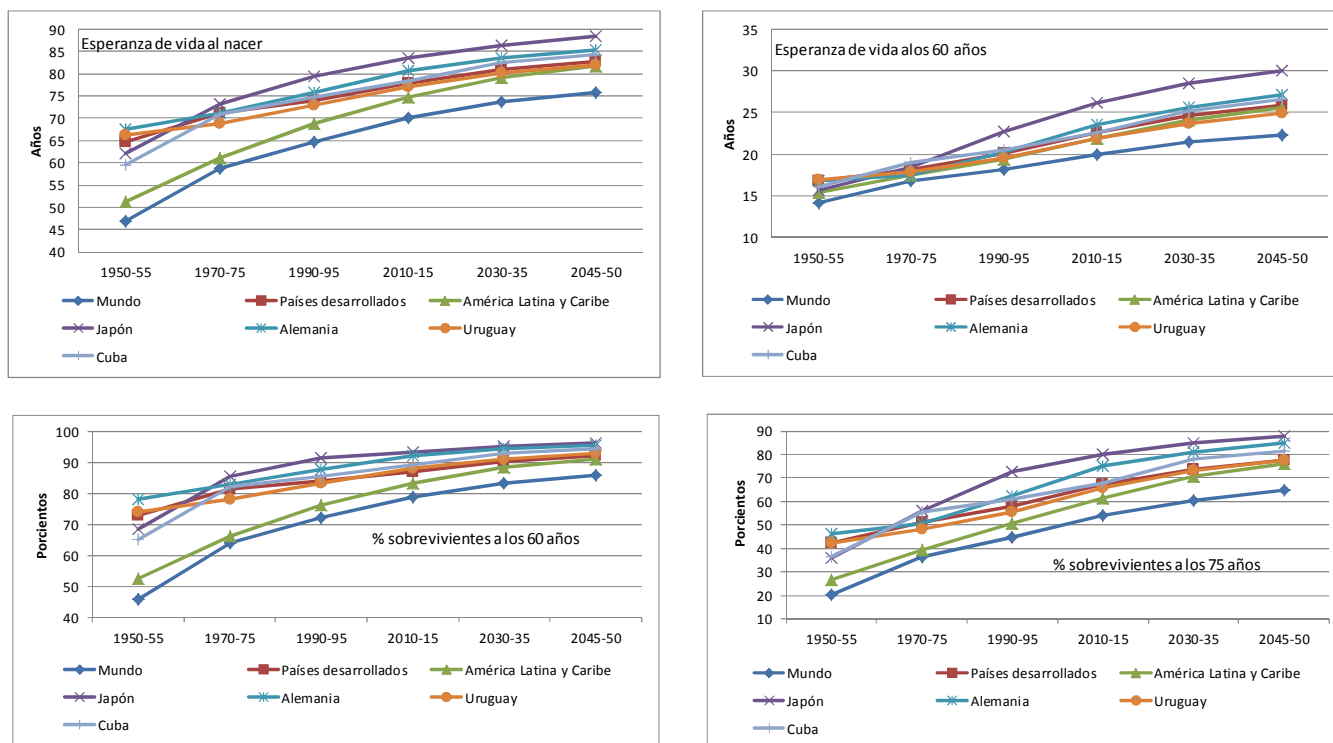 Esperanza de vida al nacer
Años
90
85
80
75
70
65
60
55
50
45
40
1950-55 1970-75 1990-95 2010-15 2030-35 2045-50
Mundo Países desarrollados América Latina y Caribe
Japón Alemania Uruguay
Cuba
Esperanza de vida alos 60 años
Años
35
30
25
20
15
10
1950-55 1970-75 1990-95 2010-15 2030-35 2045-50
Mundo Países desarrollados América Latina y Caribe
Japón Alemania Uruguay
Cuba
% sobrevivientes a los 60 años
Porcientos
100
90
80
70
60
50
40
1950-55 1970-75 1990-95 2010-15 2030-35 2045-50
Mundo Países desarrollados América Latina y Caribe
Japón Alemania Uruguay
Cuba
% sobrevivientes a los 75 años
Porcientos
90
80
70
60
50
40
30
20
10
1950-55 1970-75 1990-95 2010-15 2030-35 2045-50
Mundo Países desarrollados América Latina y Caribe
Japón Alemania Uruguay
Cuba